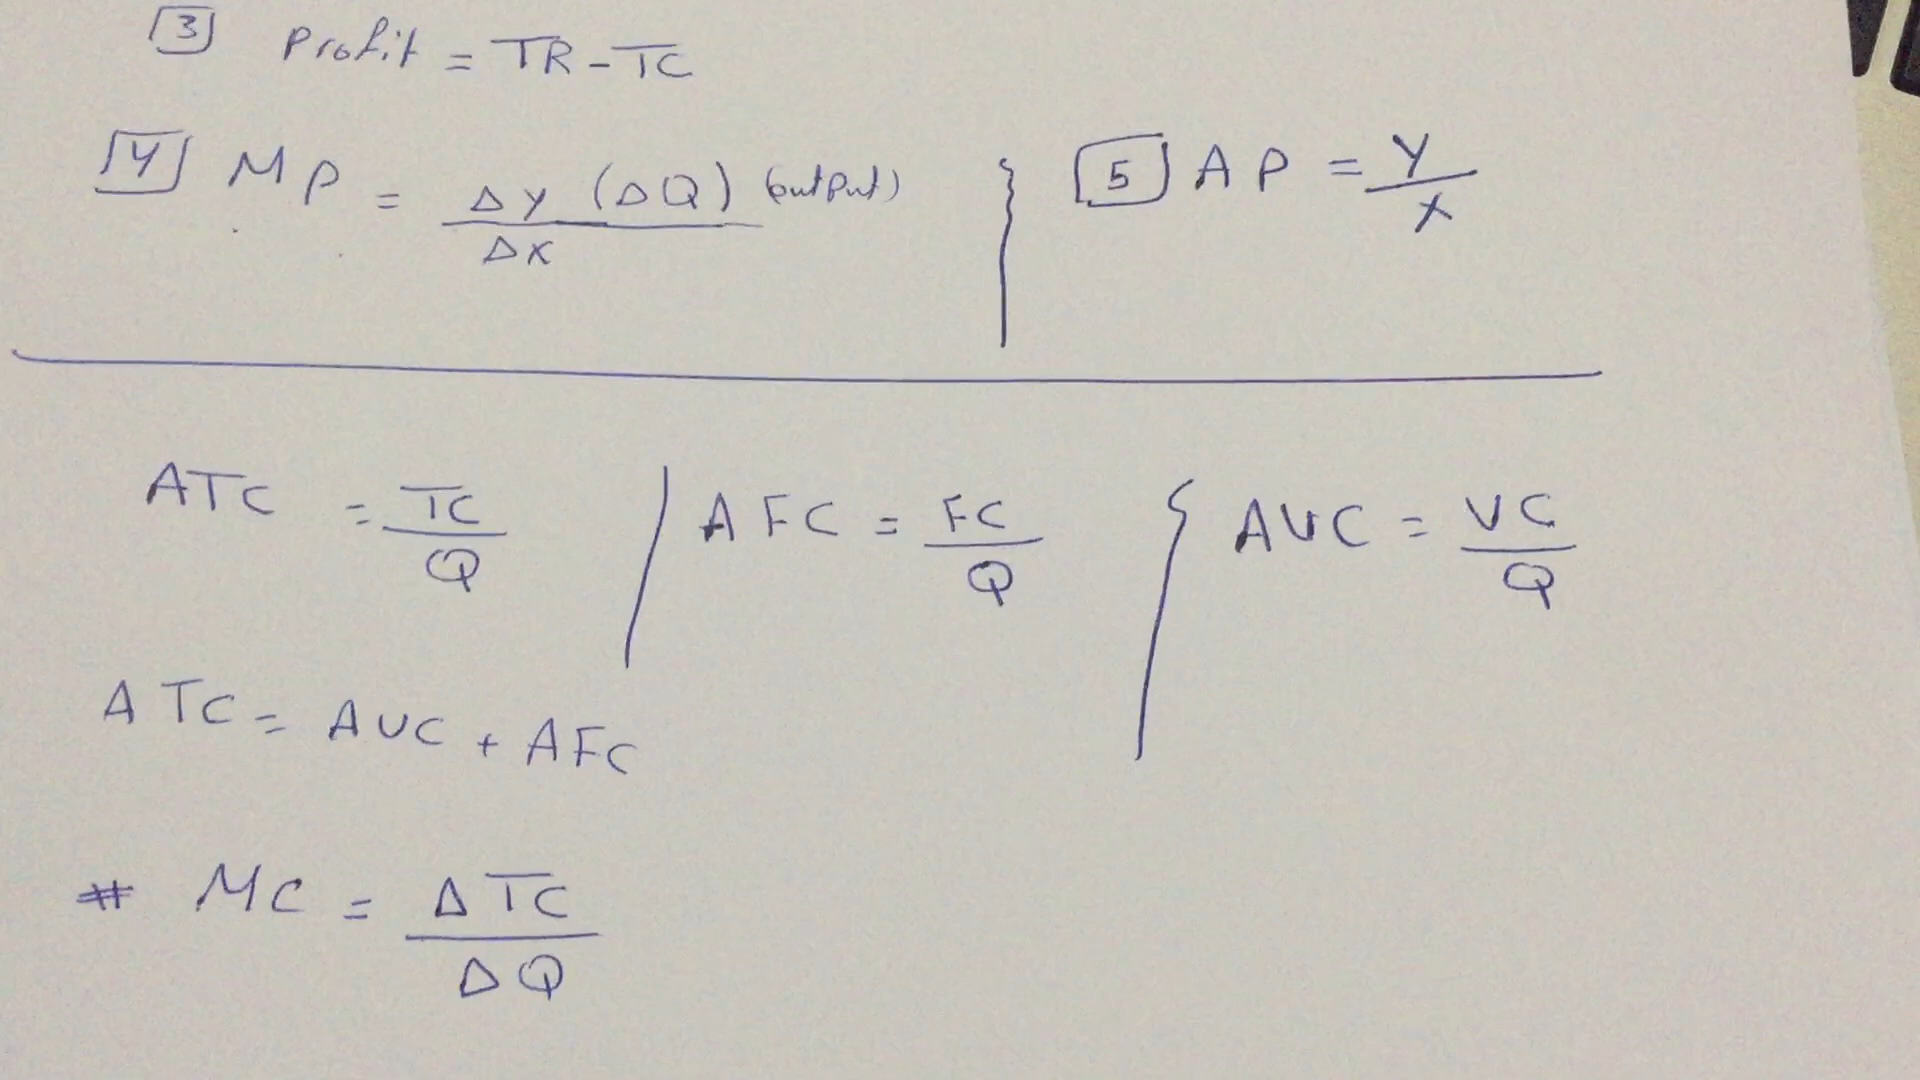 3 Profit = TR - TC
4 MP = ΔY (ΔQ) (output) / ΔX
5 AP = Y / X
ATC = TC / Q
AFC = FC / Q
AVC = VC / Q
ATC = AVC + AFC
# MC = ΔTC / ΔQ